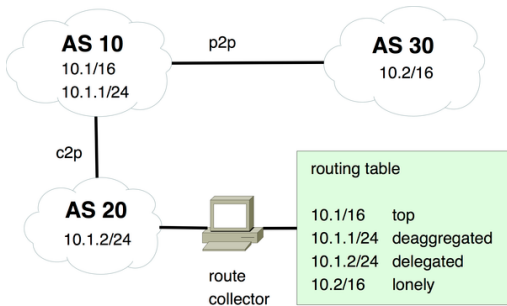 AS 10
10.1/16
10.1.1/24
p2p
AS 30
10.2/16
c2p
AS 20
10.1.2/24
route
collector
routing table
10.1/16 top
10.1.1/24 deaggregated
10.1.2/24 delegated
10.2/16 lonely